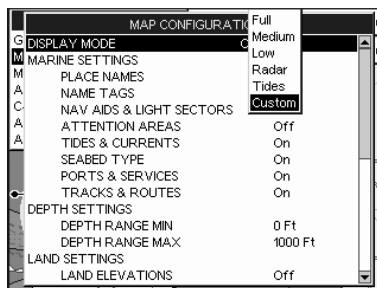 MAP CONFIGURATIO
Full
Medium
Low
Radar
Tides
Custom
G
DISPLAY MODE C
M
MARINE SETTINGS
M
PLACE NAMES
A
NAME TAGS
C-
NAV AIDS & LIGHT SECTORS
A
ATTENTION AREAS Off
A
TIDES & CURRENTS On
SEABED TYPE On
PORTS & SERVICES On
TRACKS & ROUTES On
DEPTH SETTINGS
DEPTH RANGE MIN 0 Ft
DEPTH RANGE MAX 1000 Ft
LAND SETTINGS
LAND ELEVATIONS Off